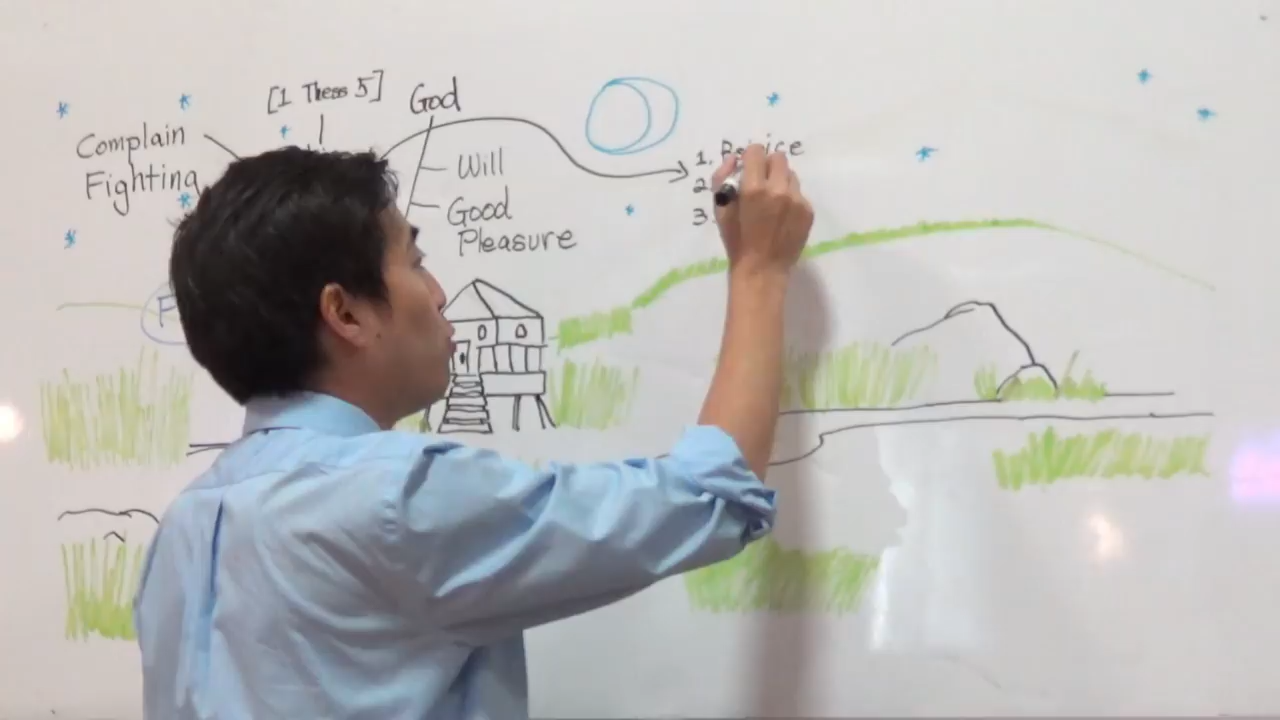 [1 Thess 5]
God
Complain
Fighting
Will
Good
Pleasure
1. Rejoice
2.
3.
F